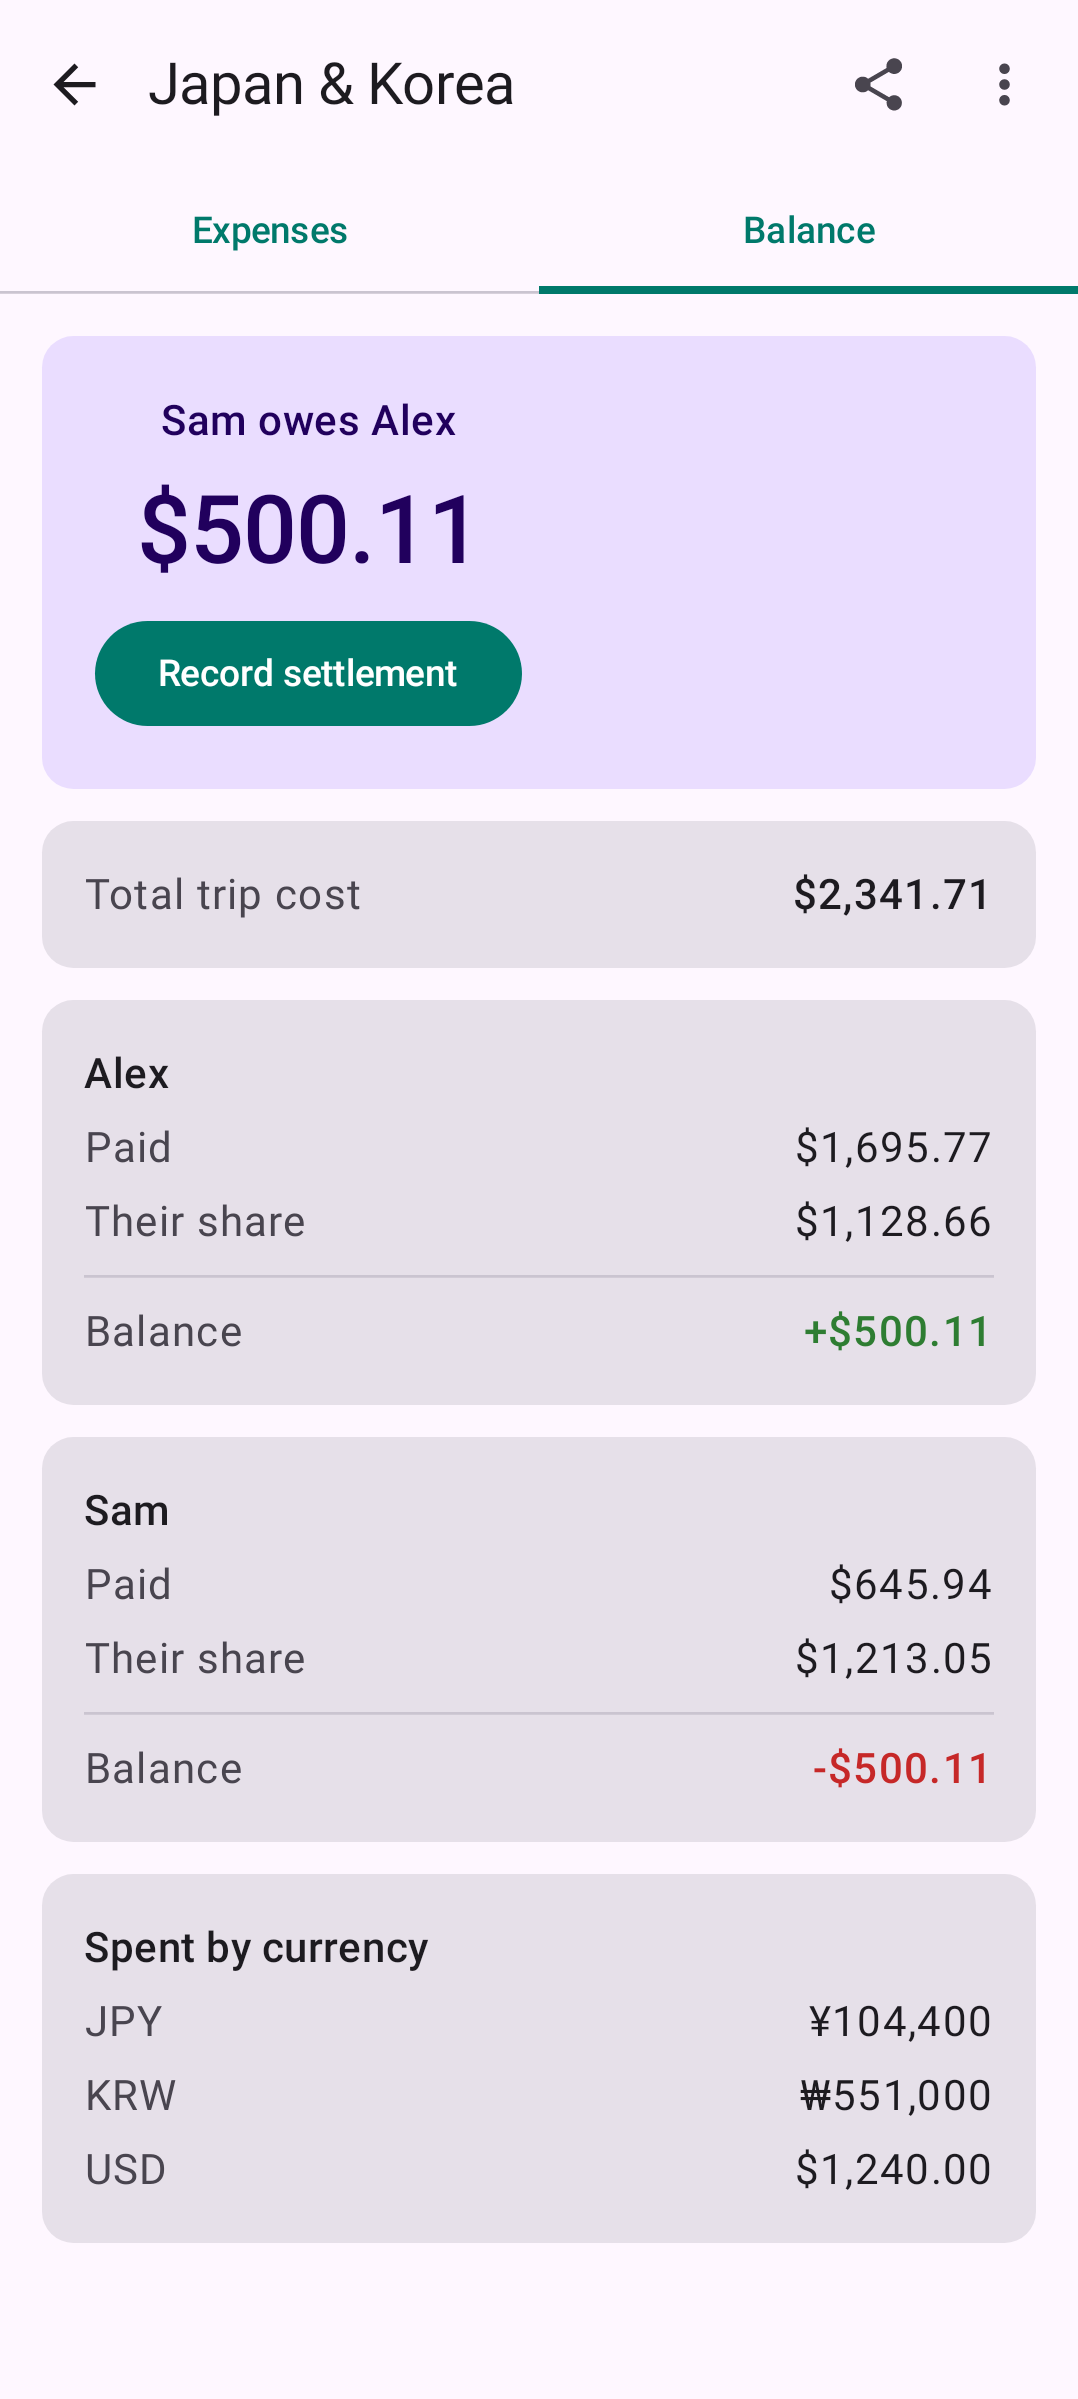 Japan & Korea
Expenses Balance
Sam owes Alex
$500.11
Record settlement
Total trip cost $2,341.71
Alex
Paid $1,695.77
Their share $1,128.66
Balance +$500.11
Sam
Paid $645.94
Their share $1,213.05
Balance -$500.11
Spent by currency
JPY ¥104,400
KRW ₩551,000
USD $1,240.00